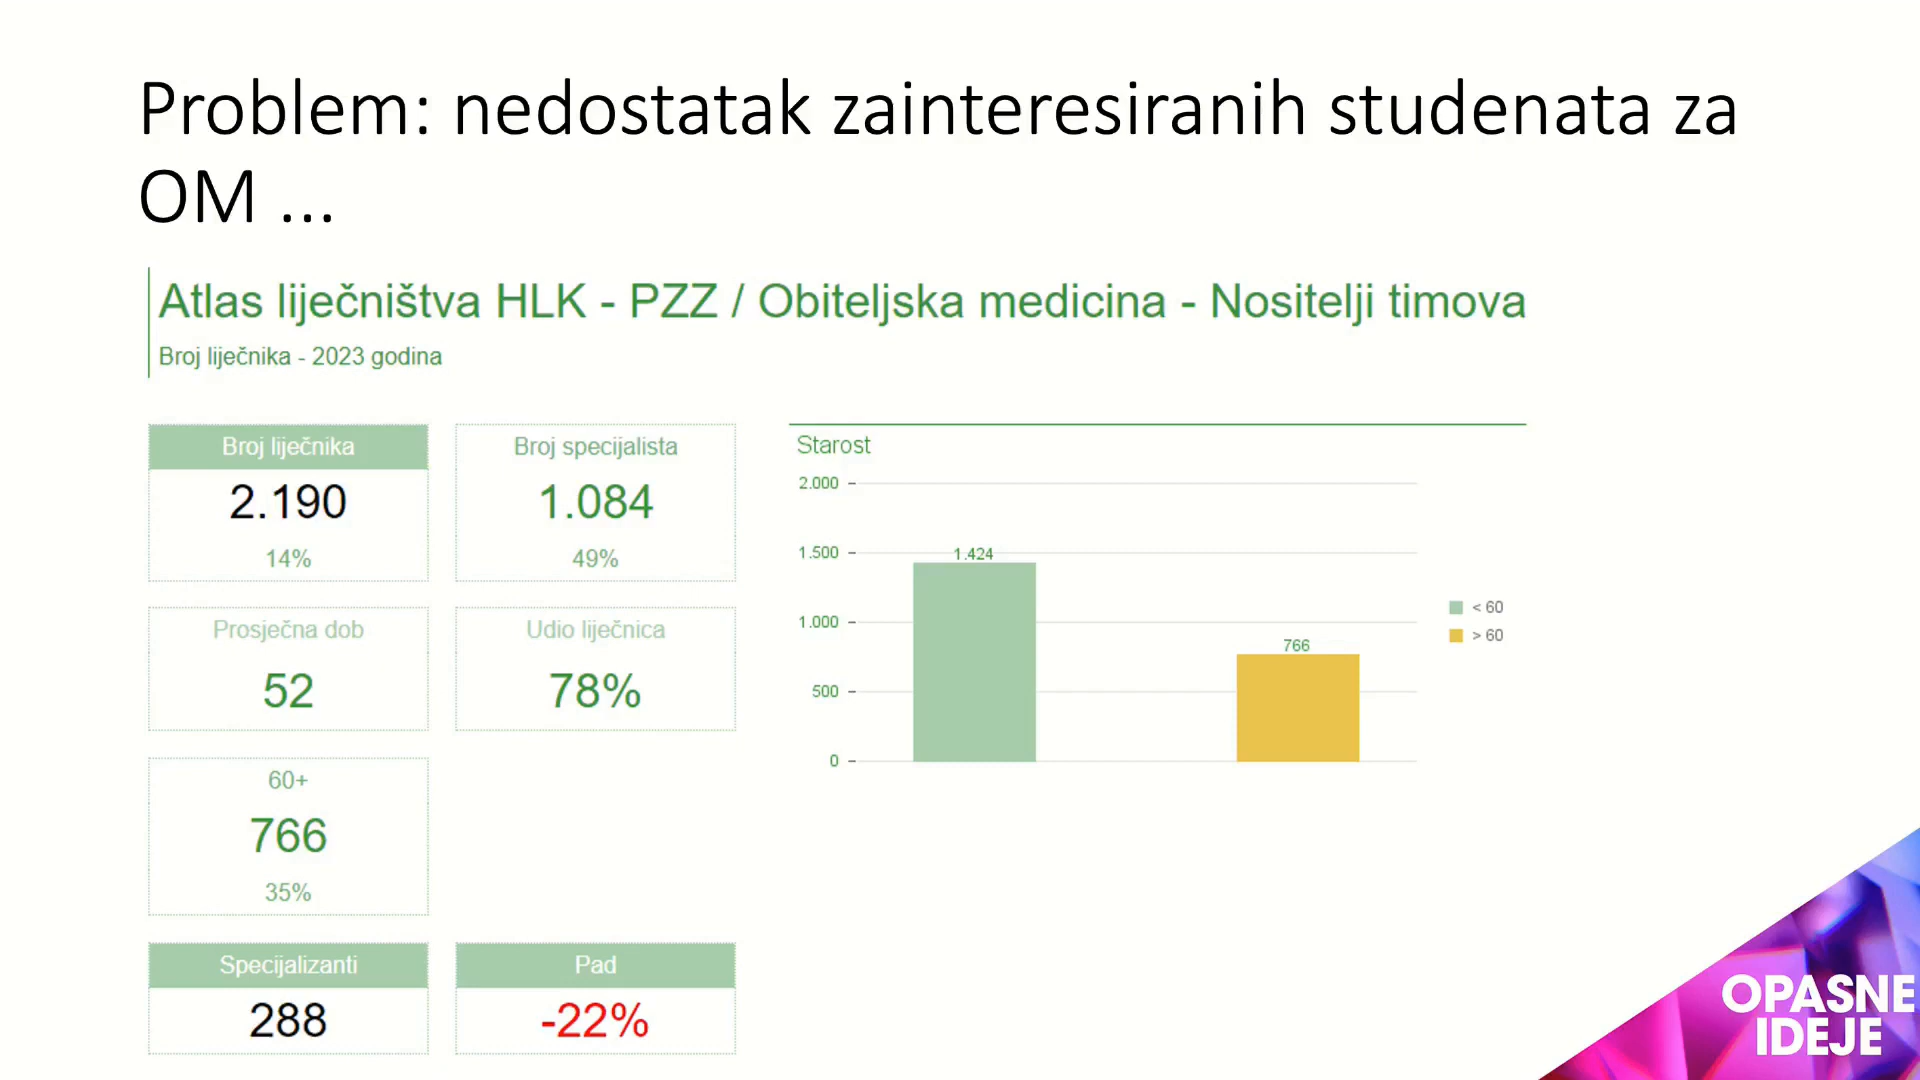 Problem: nedostatak zainteresiranih studenata za
OM ...
Atlas liječništva HLK - PZZ / Obiteljska medicina - Nositelji timova
Broj liječnika - 2023 godina
Broj liječnika
2.190
14%
Broj specijalista
1.084
49%
Prosječna dob
52
Udio liječnica
78%
60+
766
35%
Specijalizanti
288
Pad
-22%
Starost
2.000
1.500
1.000
500
0
1.424
766
< 60
> 60
OPASNE
IDEJE